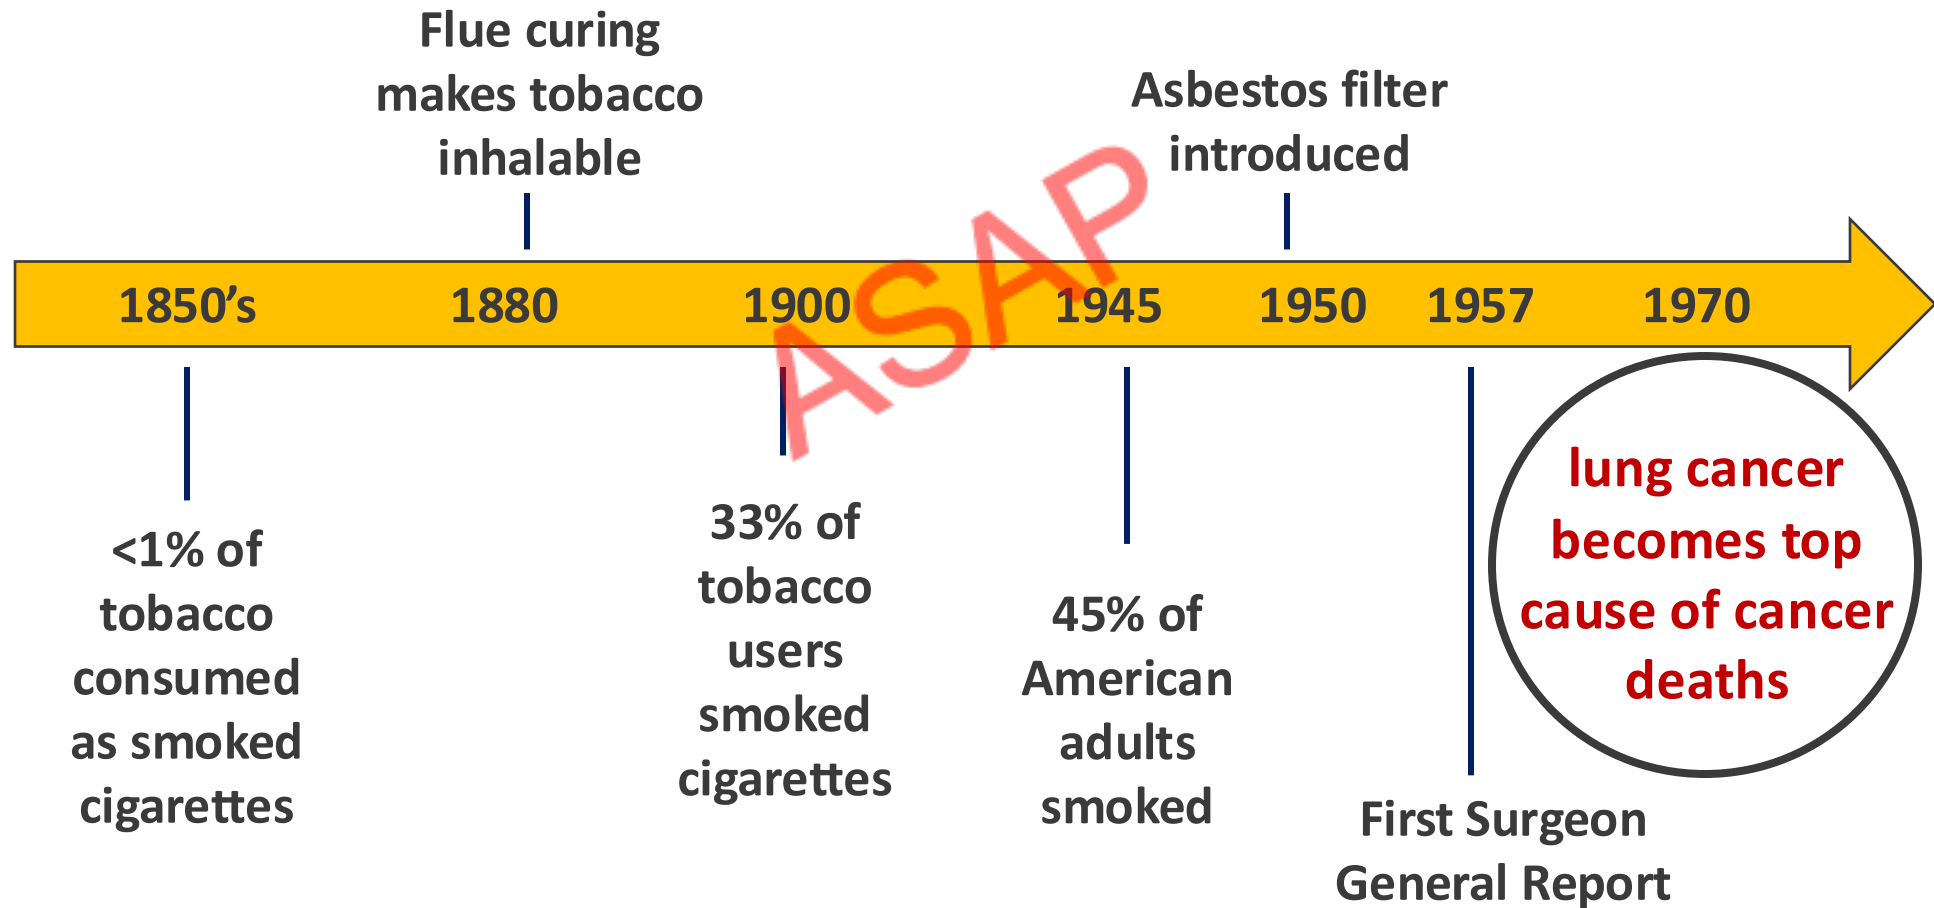 Flue curing
makes tobacco
inhalable
Asbestos filter
introduced
1850’s
1880
1900
1945
1950
1957
1970
ASAP
<1% of
tobacco
consumed
as smoked
cigarettes
33% of
tobacco
users
smoked
cigarettes
45% of
American
adults
smoked
First Surgeon
General Report
lung cancer
becomes top
cause of cancer
deaths